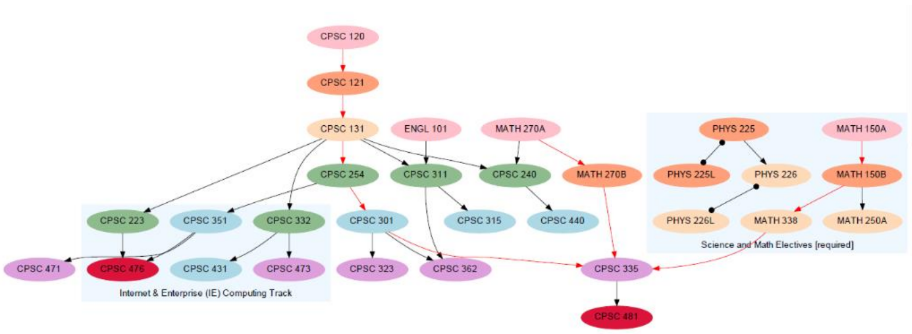 CPSC 120
CPSC 121
CPSC 131
ENGL 101
MATH 270A
PHYS 225
MATH 150A
CPSC 254
CPSC 311
CPSC 240
MATH 270B
PHYS 225L
PHYS 226
MATH 150B
CPSC 223
CPSC 351
CPSC 332
CPSC 301
CPSC 315
CPSC 440
PHYS 226L
MATH 338
MATH 250A
Science and Math Electives [required]
CPSC 471
CPSC 476
CPSC 431
CPSC 473
CPSC 323
CPSC 362
CPSC 335
Internet & Enterprise (IE) Computing Track
CPSC 481